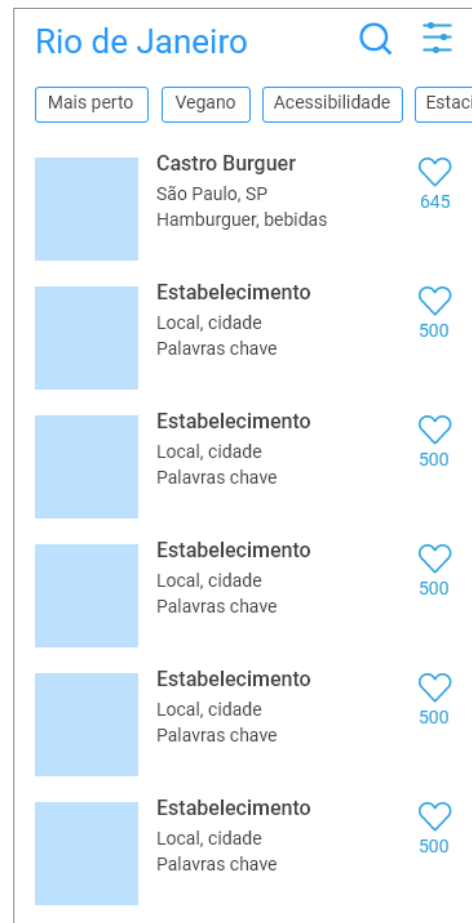 Rio de Janeiro
Mais perto
Vegano
Acessibilidade
Estaci
Castro Burguer
São Paulo, SP
Hamburguer, bebidas
645
Estabelecimento
Local, cidade
Palavras chave
500
Estabelecimento
Local, cidade
Palavras chave
500
Estabelecimento
Local, cidade
Palavras chave
500
Estabelecimento
Local, cidade
Palavras chave
500
Estabelecimento
Local, cidade
Palavras chave
500